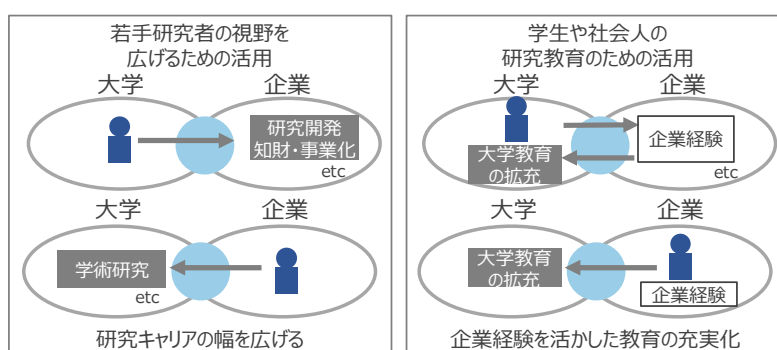 若手研究者の視野を
広げるための活用
大学
企業
研究開発
知財・事業化
etc
大学
企業
学術研究
etc
研究キャリアの幅を広げる
学生や社会人の
研究教育のための活用
大学
企業
企業経験
大学教育
の拡充
etc
大学
企業
大学教育
の拡充
企業経験
企業経験を活かした教育の充実化